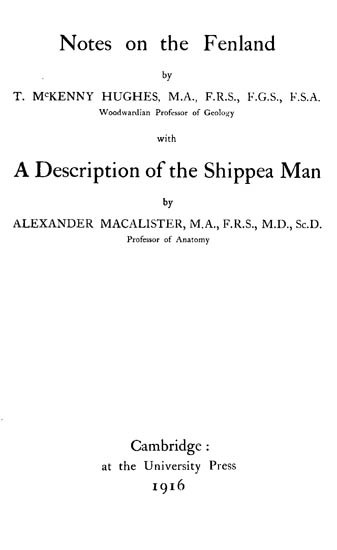 Notes on the Fenland
by
T. McKENNY HUGHES, M.A., F.R.S., F.G.S., F.S.A.
Woodwardian Professor of Geology
with
A Description of the Shippea Man
by
ALEXANDER MACALISTER, M.A., F.R.S., M.D., Sc.D.
Professor of Anatomy
Cambridge :
at the University Press
1916